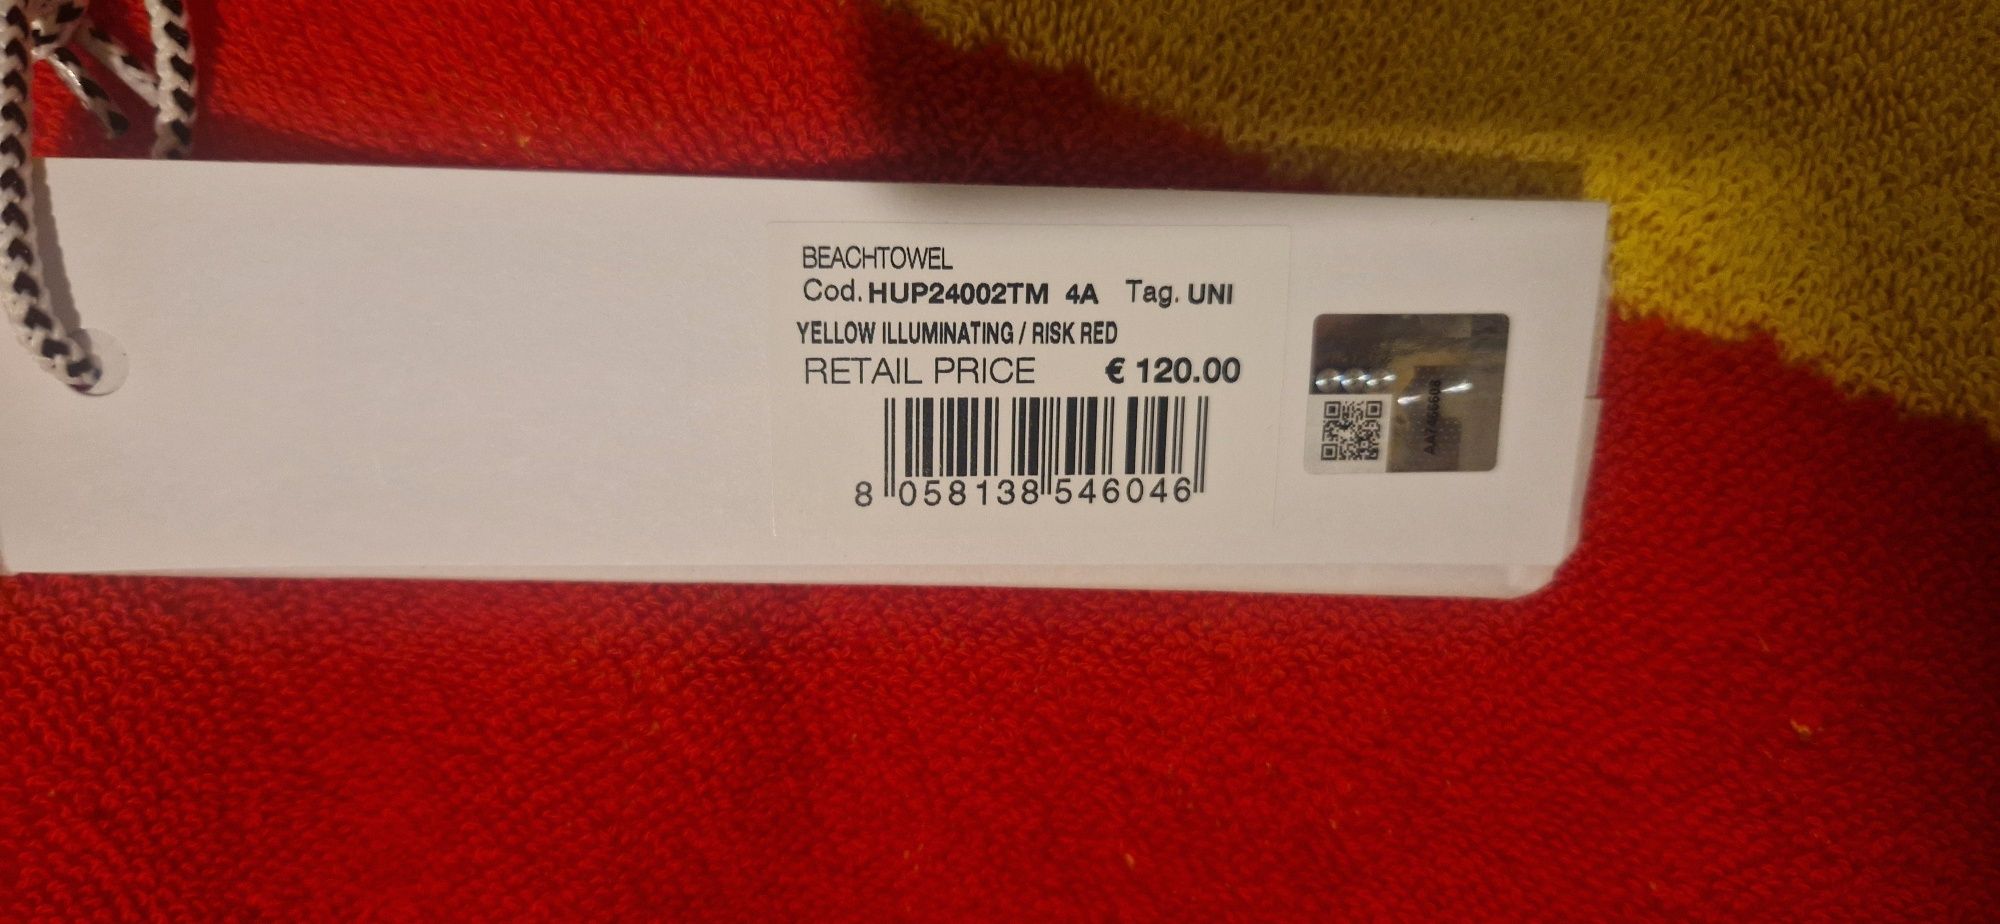 BEACHTOWEL
Cod. HUP24002TM 4A Tag. UNI
YELLOW ILLUMINATING / RISK RED
RETAIL PRICE € 120.00
8 058138 546046